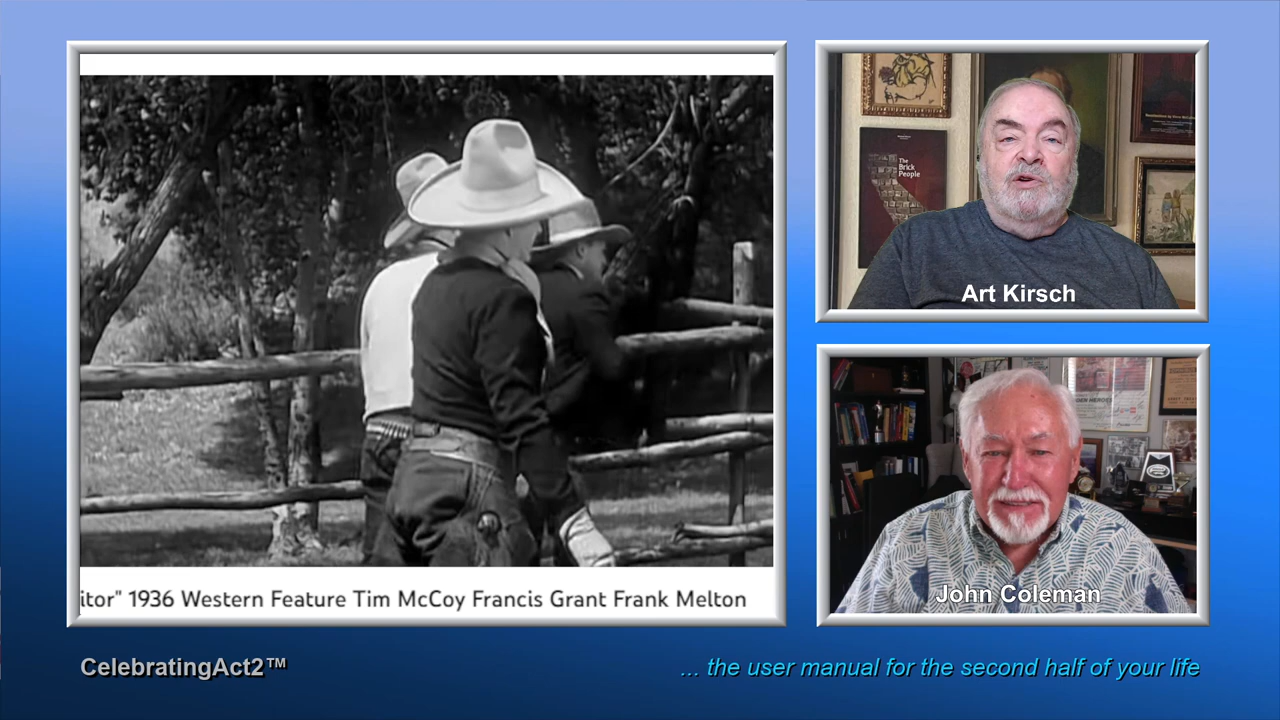 The
Brick
People
Art Kirsch
John Coleman
itor" 1936 Western Feature Tim McCoy Francis Grant Frank Melton
CelebratingAct2™
... the user manual for the second half of your life